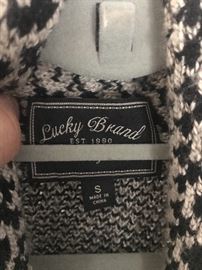 Lucky Brand
EST 1990
S
MADE IN
CHINA